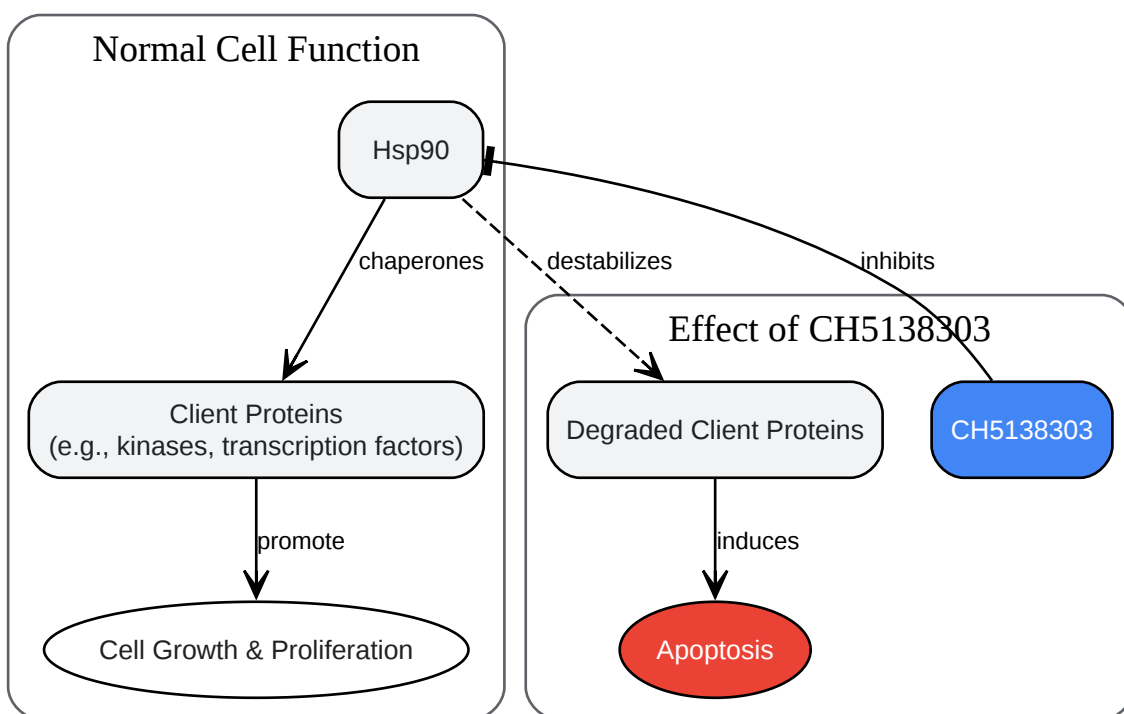 Normal Cell Function
Hsp90
chaperones
destabilizes
inhibits
Effect of CH5138303
Client Proteins
(e.g., kinases, transcription factors)
Degraded Client Proteins
CH5138303
promote
induces
Cell Growth & Proliferation
Apoptosis